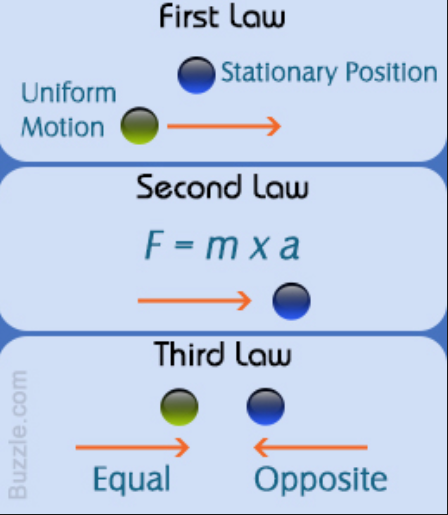 First Law
Stationary Position
Uniform
Motion
Second Law
F = m x a
Third Law
Equal
Opposite
Buzzle.com